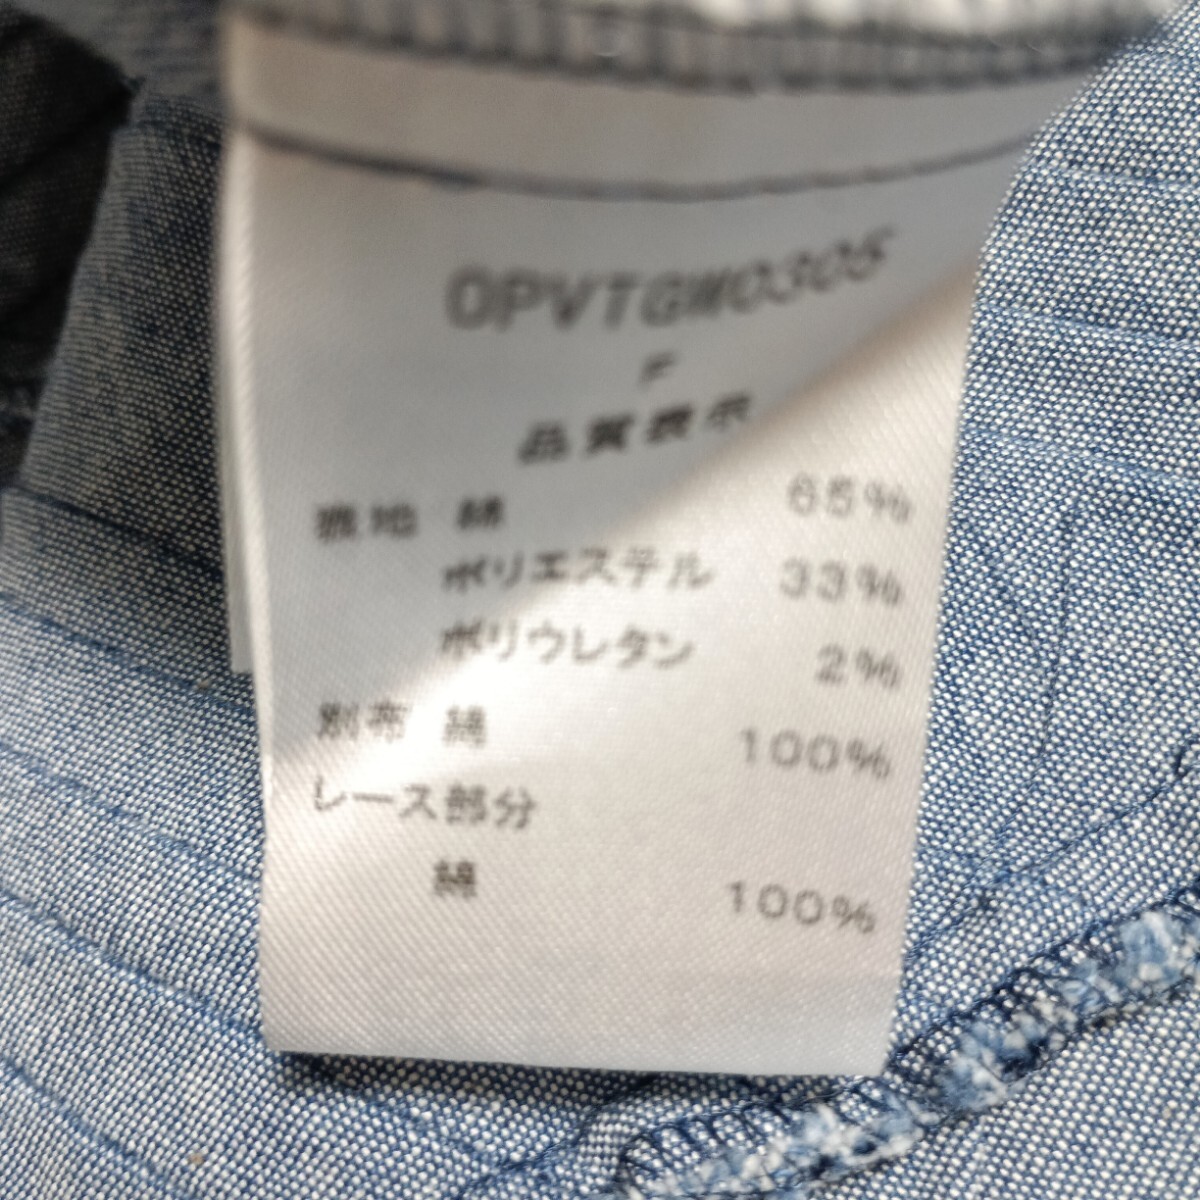 OPVTGM0305
F
品質表示
表地 綿 65%
ポリエステル 33%
ポリウレタン 2%
別布 綿 100%
レース部分
綿 100%